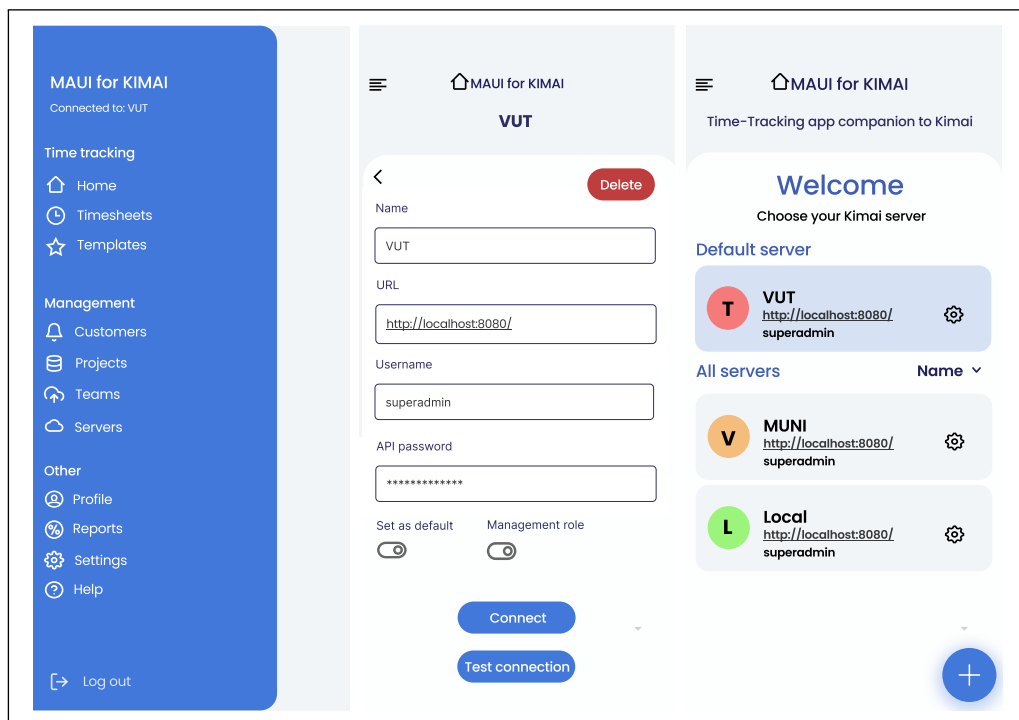 MAUI for KIMAI
Connected to: VUT
Time tracking
Home
Timesheets
Templates
Management
Customers
Projects
Teams
Servers
Other
Profile
Reports
Settings
Help
Log out
MAUI for KIMAI
VUT
Delete
Name
VUT
URL
http://localhost:8080/
Username
superadmin
API password
*************
Set as default Management role
Connect
Test connection
MAUI for KIMAI
Time-Tracking app companion to Kimai
Welcome
Choose your Kimai server
Default server
T
VUT
http://localhost:8080/
superadmin
All servers Name
V
MUNI
http://localhost:8080/
superadmin
L
Local
http://localhost:8080/
superadmin